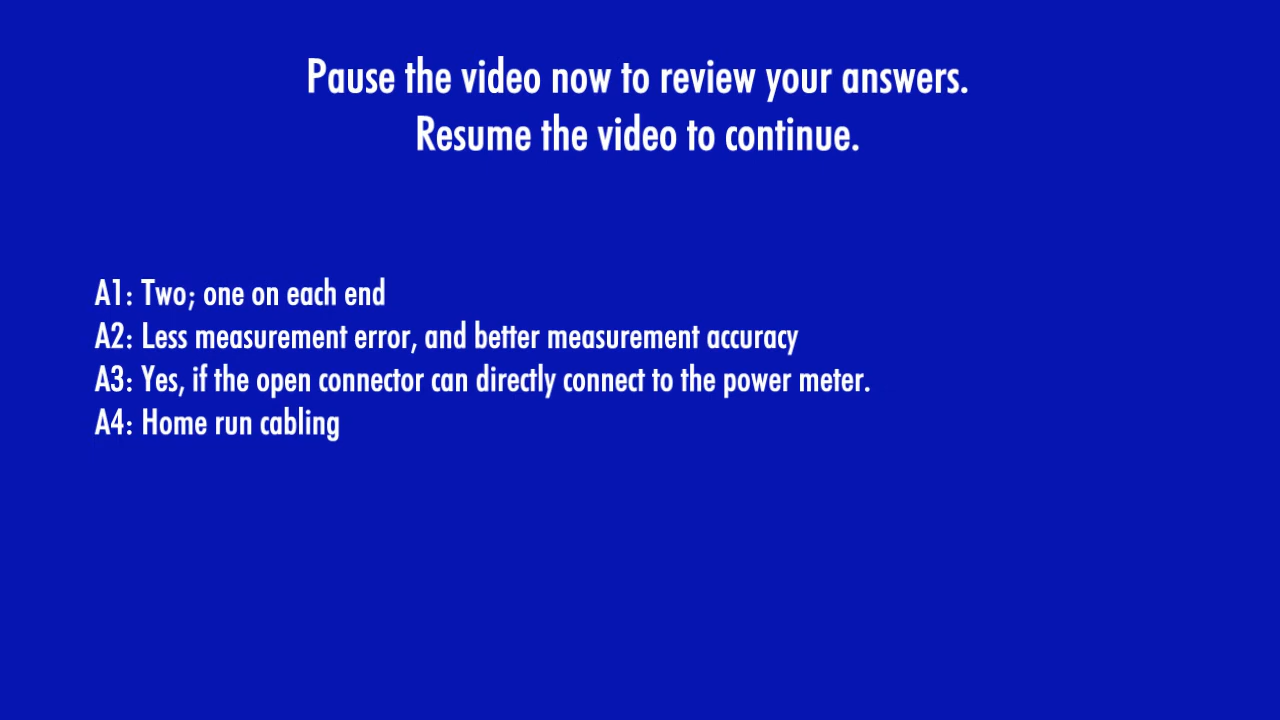 Pause the video now to review your answers.
Resume the video to continue.
A1: Two; one on each end
A2: Less measurement error, and better measurement accuracy
A3: Yes, if the open connector can directly connect to the power meter.
A4: Home run cabling